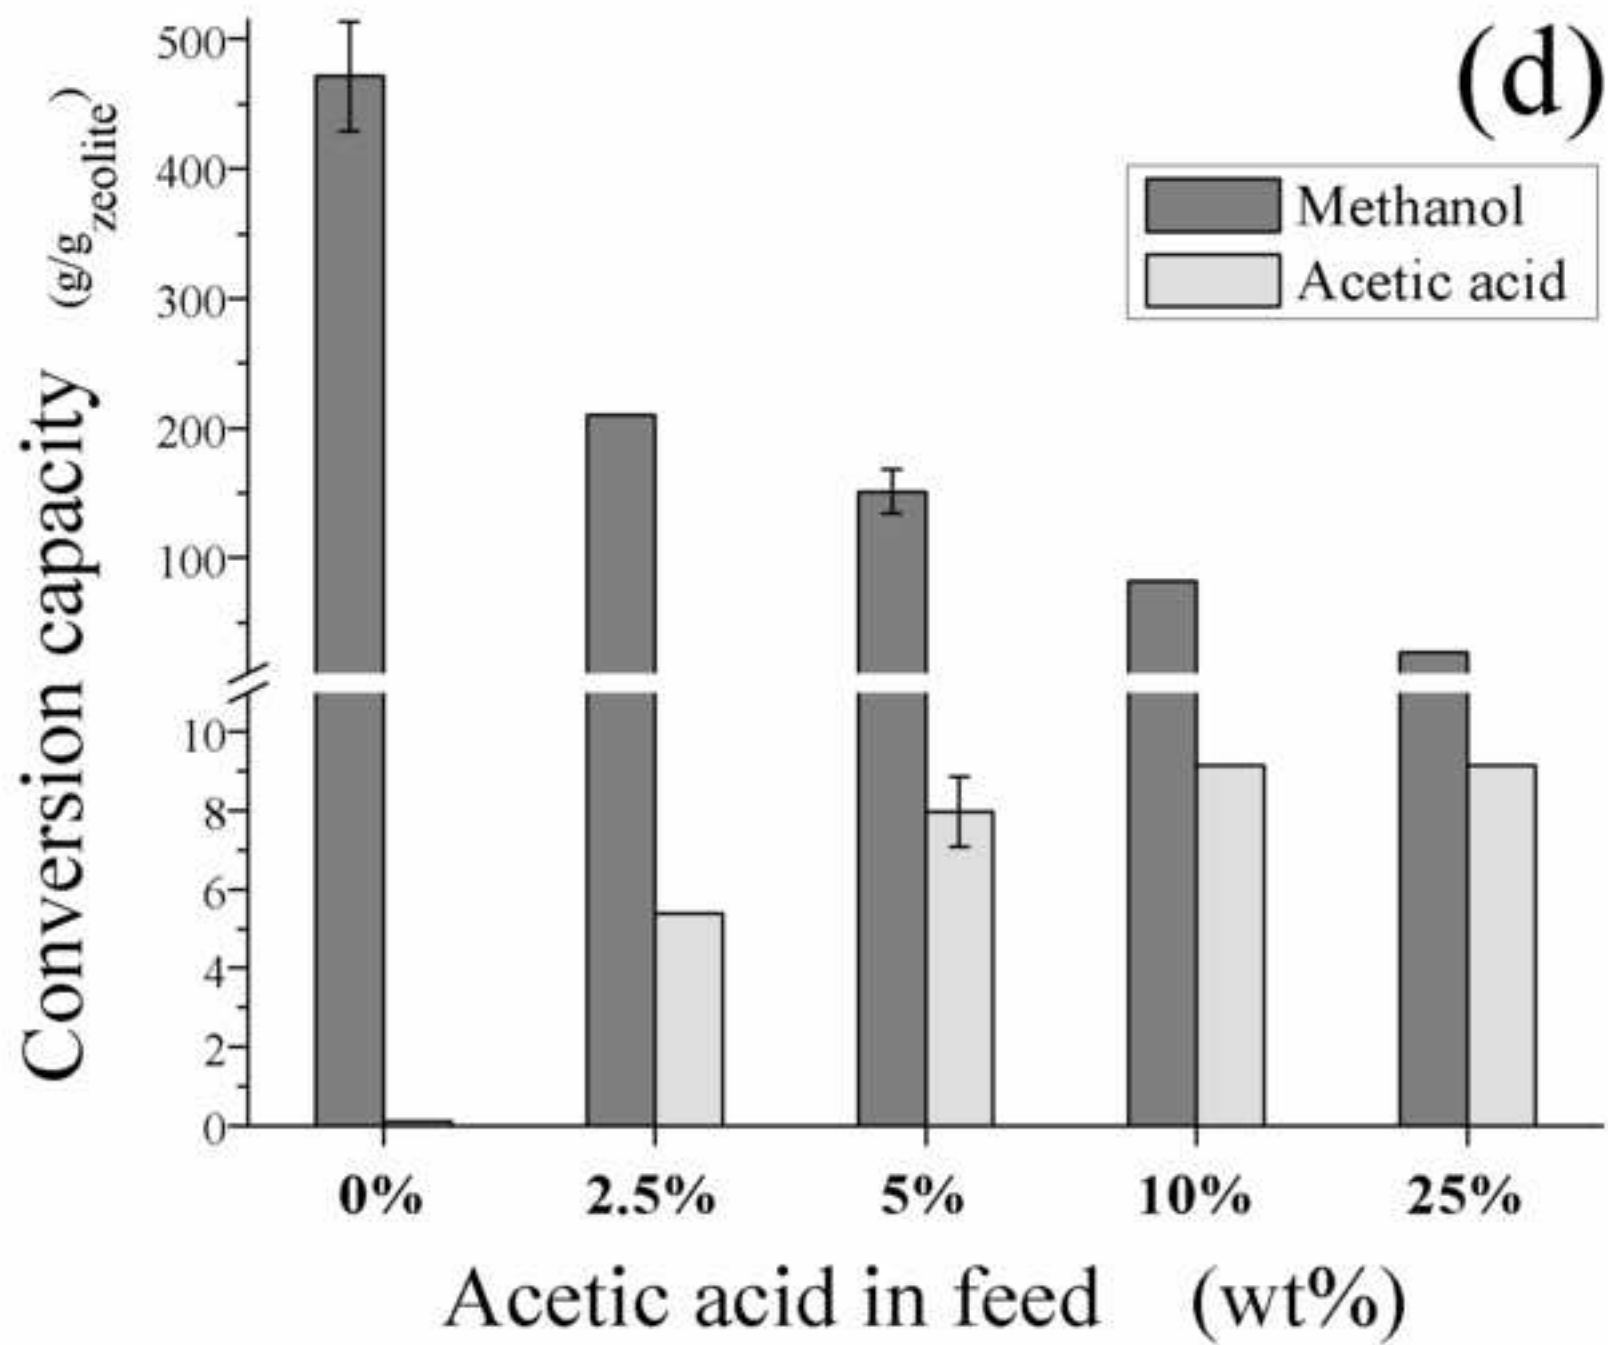 (d)
Methanol
Acetic acid
Conversion capacity (g/gzeolite)
500
400
300
200
100
10
8
6
4
2
0
0% 2.5% 5% 10% 25%
Acetic acid in feed (wt%)